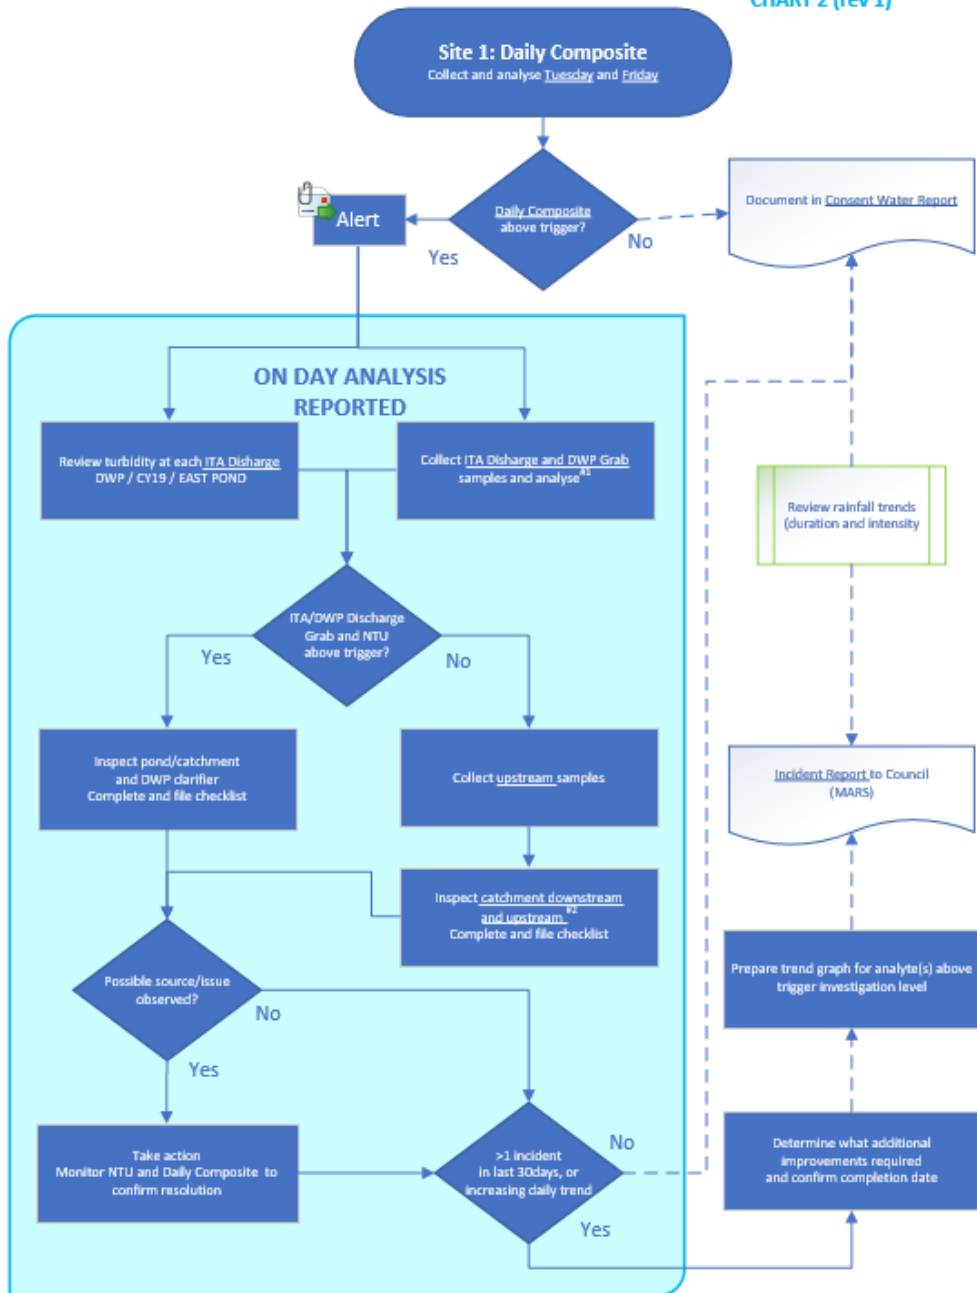 CHART 2 (rev 1)
Site 1: Daily Composite
Collect and analyse Tuesday and Friday
Daily Composite
above trigger?
Document in Consent Water Report
Alert
Yes
No
ON DAY ANALYSIS
REPORTED
Review turbidity at each ITA Disharge
DWP / CY19 / EAST POND
Collect ITA Disharge and DWP Grab
samples and analyse#1
Review rainfall trends
(duration and intensity
ITA/DWP Discharge
Grab and NTU
above trigger?
Yes
No
Inspect pond/catchment
and DWP clarifier
Complete and file checklist
Collect upstream samples
Incident Report to Council
(MARS)
Inspect catchment downstream
and upstream #2
Complete and file checklist
Prepare trend graph for analyte(s) above
trigger investigation level
Possible source/issue
observed?
No
Yes
Take action
Monitor NTU and Daily Composite to
confirm resolution
>1 incident
in last 30days, or
increasing daily trend
No
Yes
Determine what additional
improvements required
and confirm completion date